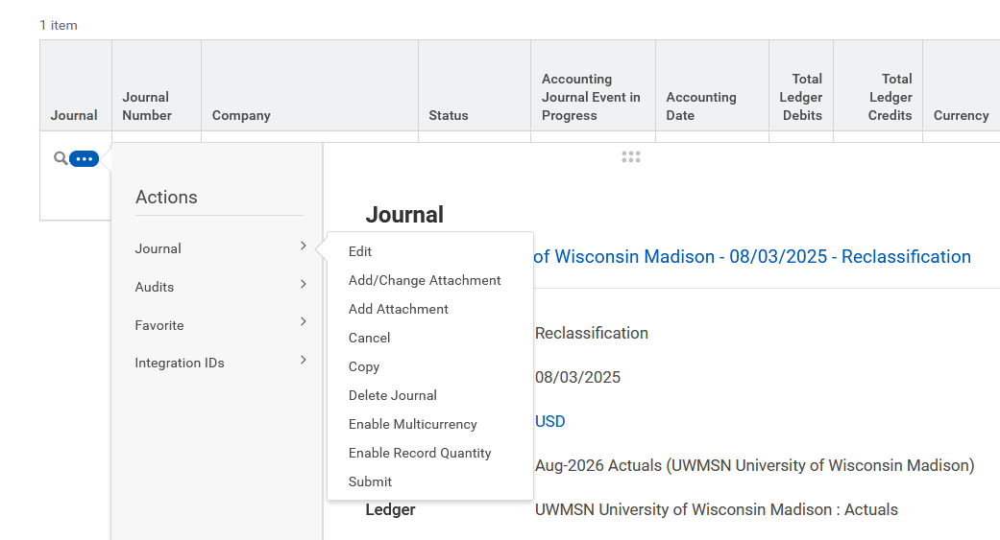 1 item
Journal
Journal Number
Company
Status
Accounting Journal Event in Progress
Accounting Date
Total Ledger Debits
Total Ledger Credits
Currency
Actions
Journal
Audits
Favorite
Integration IDs
Edit
Add/Change Attachment
Add Attachment
Cancel
Copy
Delete Journal
Enable Multicurrency
Enable Record Quantity
Submit
Journal
of Wisconsin Madison - 08/03/2025 - Reclassification
Reclassification
08/03/2025
USD
Aug-2026 Actuals (UWMSN University of Wisconsin Madison)
Ledger UWMSN University of Wisconsin Madison : Actuals